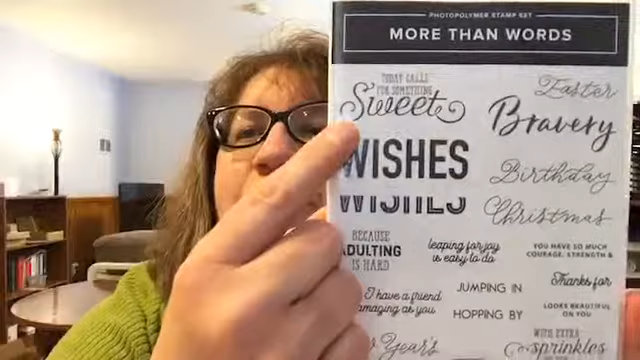 PHOTOPOLYMER STAMP SET
MORE THAN WORDS
TODAY CALLS
FOR SOMETHING
Sweet
Easter
Bravery
WISHES
Birthday
WISHES
Christmas
BECAUSE
ADULTING
IS HARD
leaping for joy
is easy to do
YOU HAVE SO MUCH
COURAGE, STRENGTH &
I have a friend
amazing as you
JUMPING IN
HOPPING BY
Thanks for
LOOKS BEAUTIFUL
ON YOU
Year's
WITH EXTRA
sprinkles